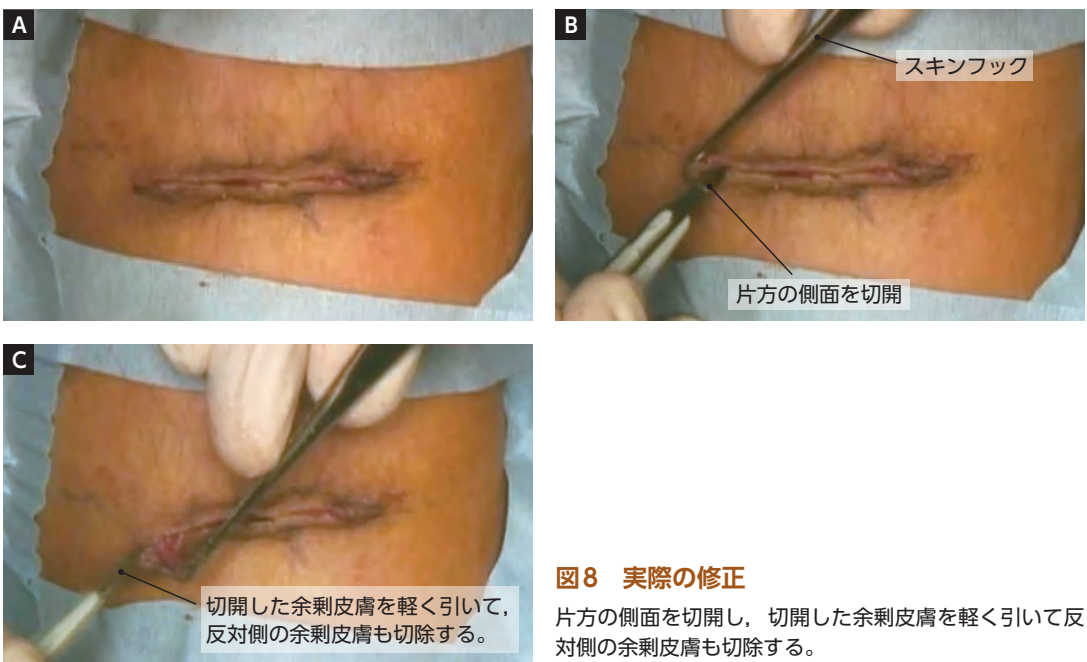 A
B
スキンフック
片方の側面を切開
C
切開した余剰皮膚を軽く引いて，
反対側の余剰皮膚も切除する。
図8　実際の修正
片方の側面を切開し，切開した余剰皮膚を軽く引いて反
対側の余剰皮膚も切除する。